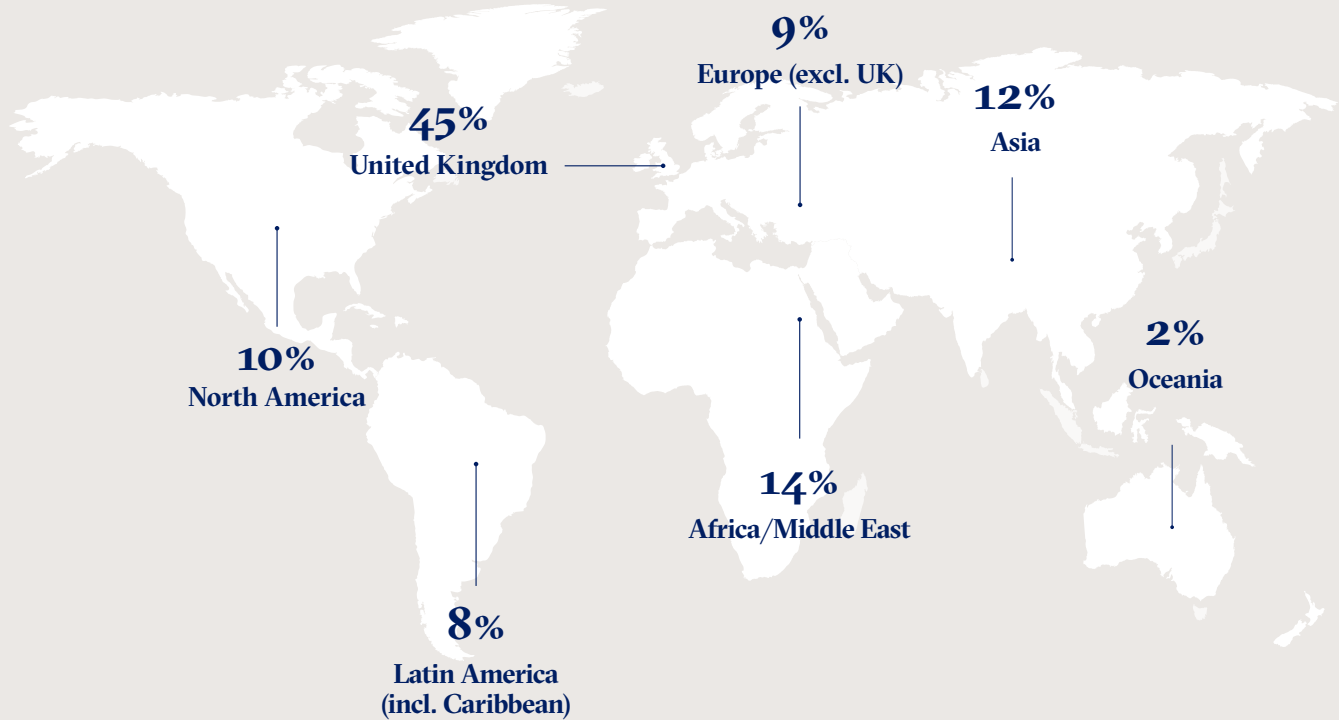 9%
Europe (excl. UK)
12%
Asia
45%
United Kingdom
2%
Oceania
10%
North America
14%
Africa/Middle East
8%
Latin America
(incl. Caribbean)